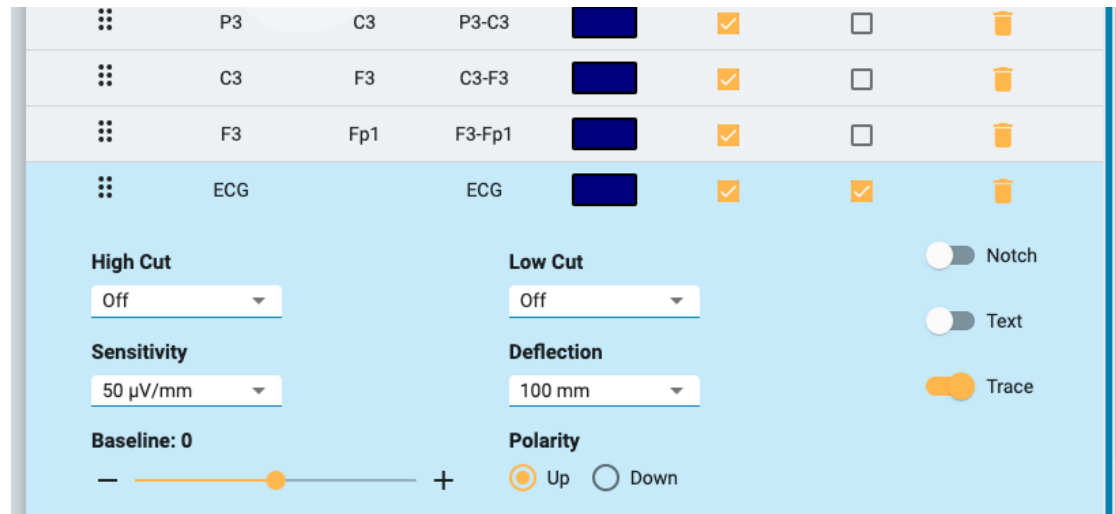 P3 C3 P3-C3
C3 F3 C3-F3
F3 Fp1 F3-Fp1
ECG ECG
High Cut Low Cut Notch
Off Off
Text
Sensitivity Deflection
50 µV/mm 100 mm Trace
Baseline: 0 Polarity
− + Up Down